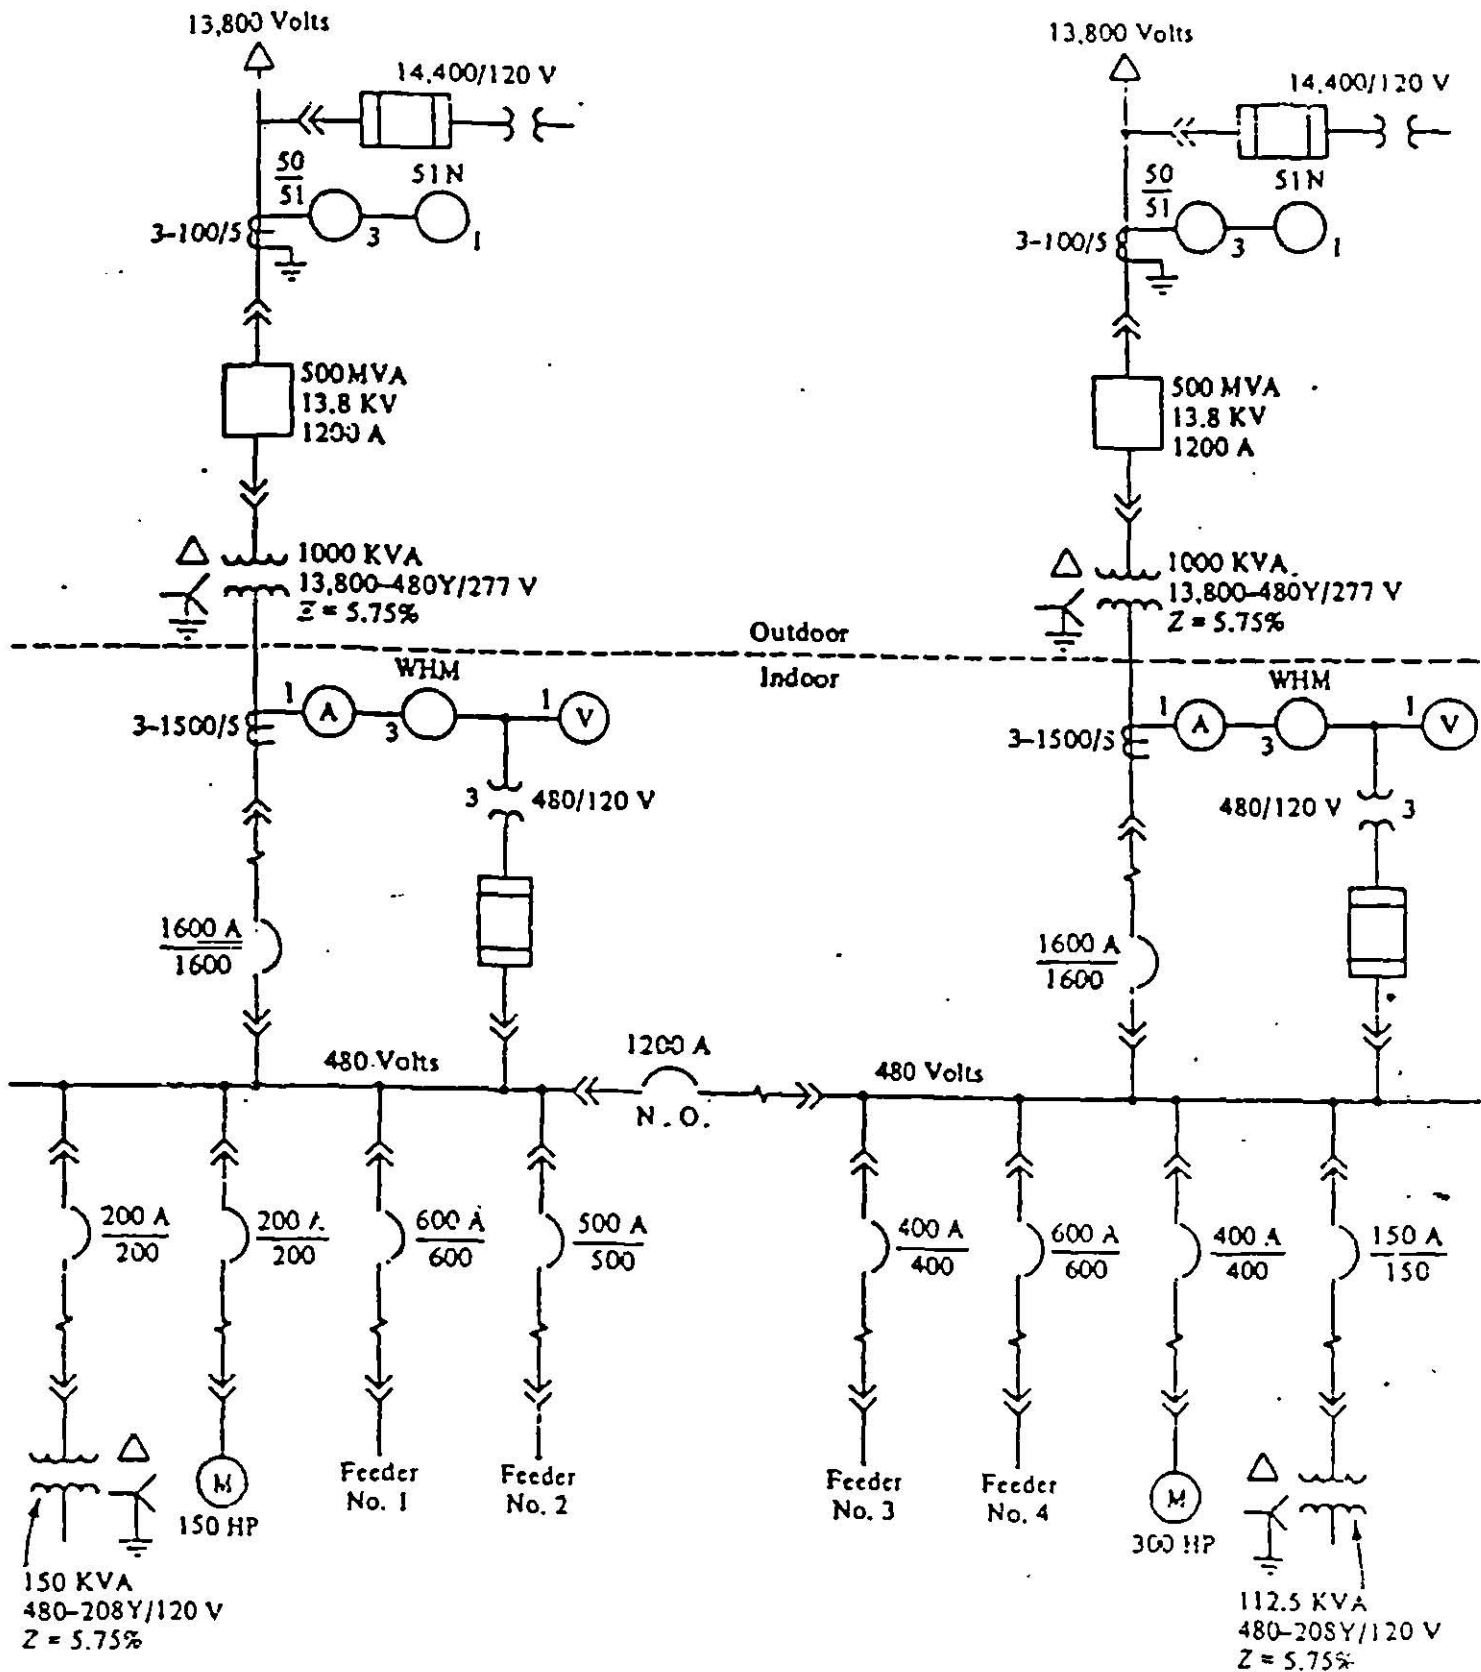 13,800 Volts
13,800 Volts
14,400/120 V
14,400/120 V
50
51
51N
3-100/5
3
1
50
51
51N
3-100/5
3
1
500MVA
13.8 KV
1200 A
500 MVA
13.8 KV
1200 A
1000 KVA
13,800-480Y/277 V
Z = 5.75%
1000 KVA
13,800-480Y/277 V
Z = 5.75%
Outdoor
Indoor
WHM
1
A
3
1
V
3-1500/5
WHM
1
A
3
1
V
3-1500/5
3
480/120 V
480/120 V
3
1600 A
1600
1600 A
1600
480 Volts
1200 A
N.O.
480 Volts
200 A
200
200 A
200
600 A
600
500 A
500
400 A
400
600 A
600
400 A
400
150 A
150
M
150 HP
Feeder
No. 1
Feeder
No. 2
Feeder
No. 3
Feeder
No. 4
M
300 HP
150 KVA
480-208Y/120 V
Z = 5.75%
112.5 KVA
480-208Y/120 V
Z = 5.75%